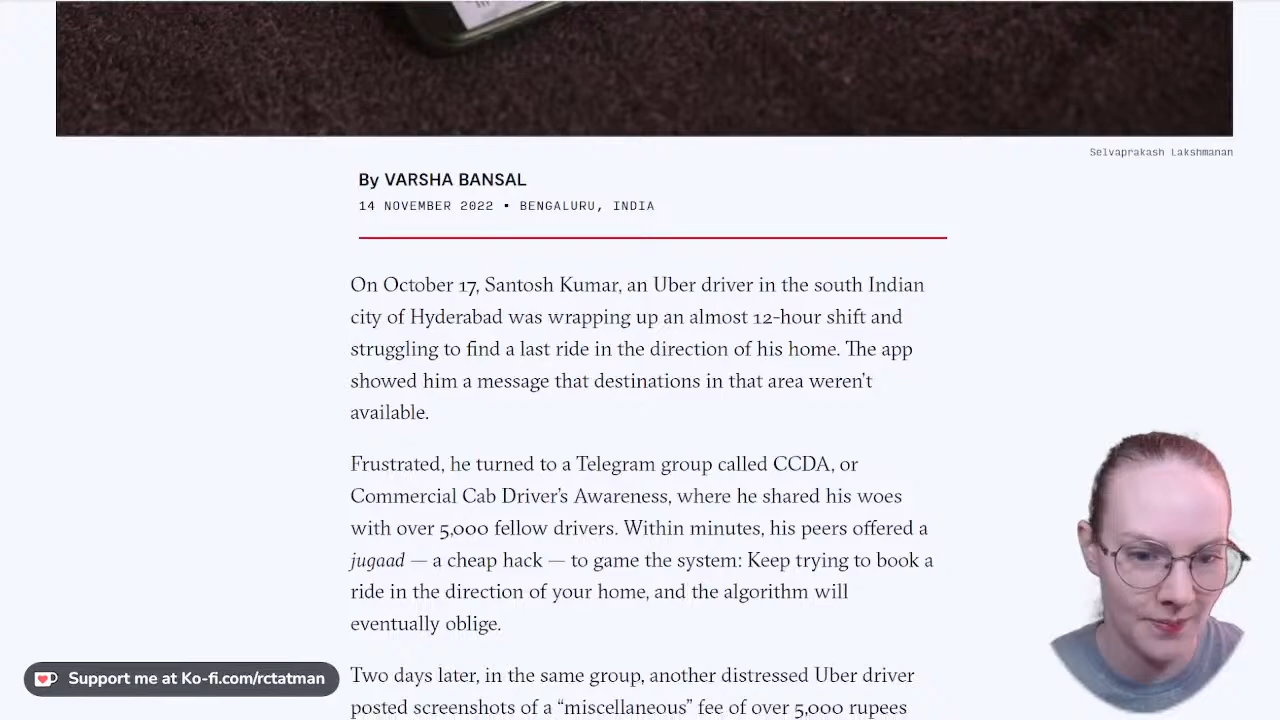 Selvaprakash Lakshmanan
By VARSHA BANSAL
14 NOVEMBER 2022 ▪ BENGALURU, INDIA
On October 17, Santosh Kumar, an Uber driver in the south Indian
city of Hyderabad was wrapping up an almost 12-hour shift and
struggling to find a last ride in the direction of his home. The app
showed him a message that destinations in that area weren’t
available.
Frustrated, he turned to a Telegram group called CCDA, or
Commercial Cab Driver’s Awareness, where he shared his woes
with over 5,000 fellow drivers. Within minutes, his peers offered a
jugaad — a cheap hack — to game the system: Keep trying to book a
ride in the direction of your home, and the algorithm will
eventually oblige.
Two days later, in the same group, another distressed Uber driver
posted screenshots of a “miscellaneous” fee of over 5,000 rupees
Support me at Ko-fi.com/rctatman